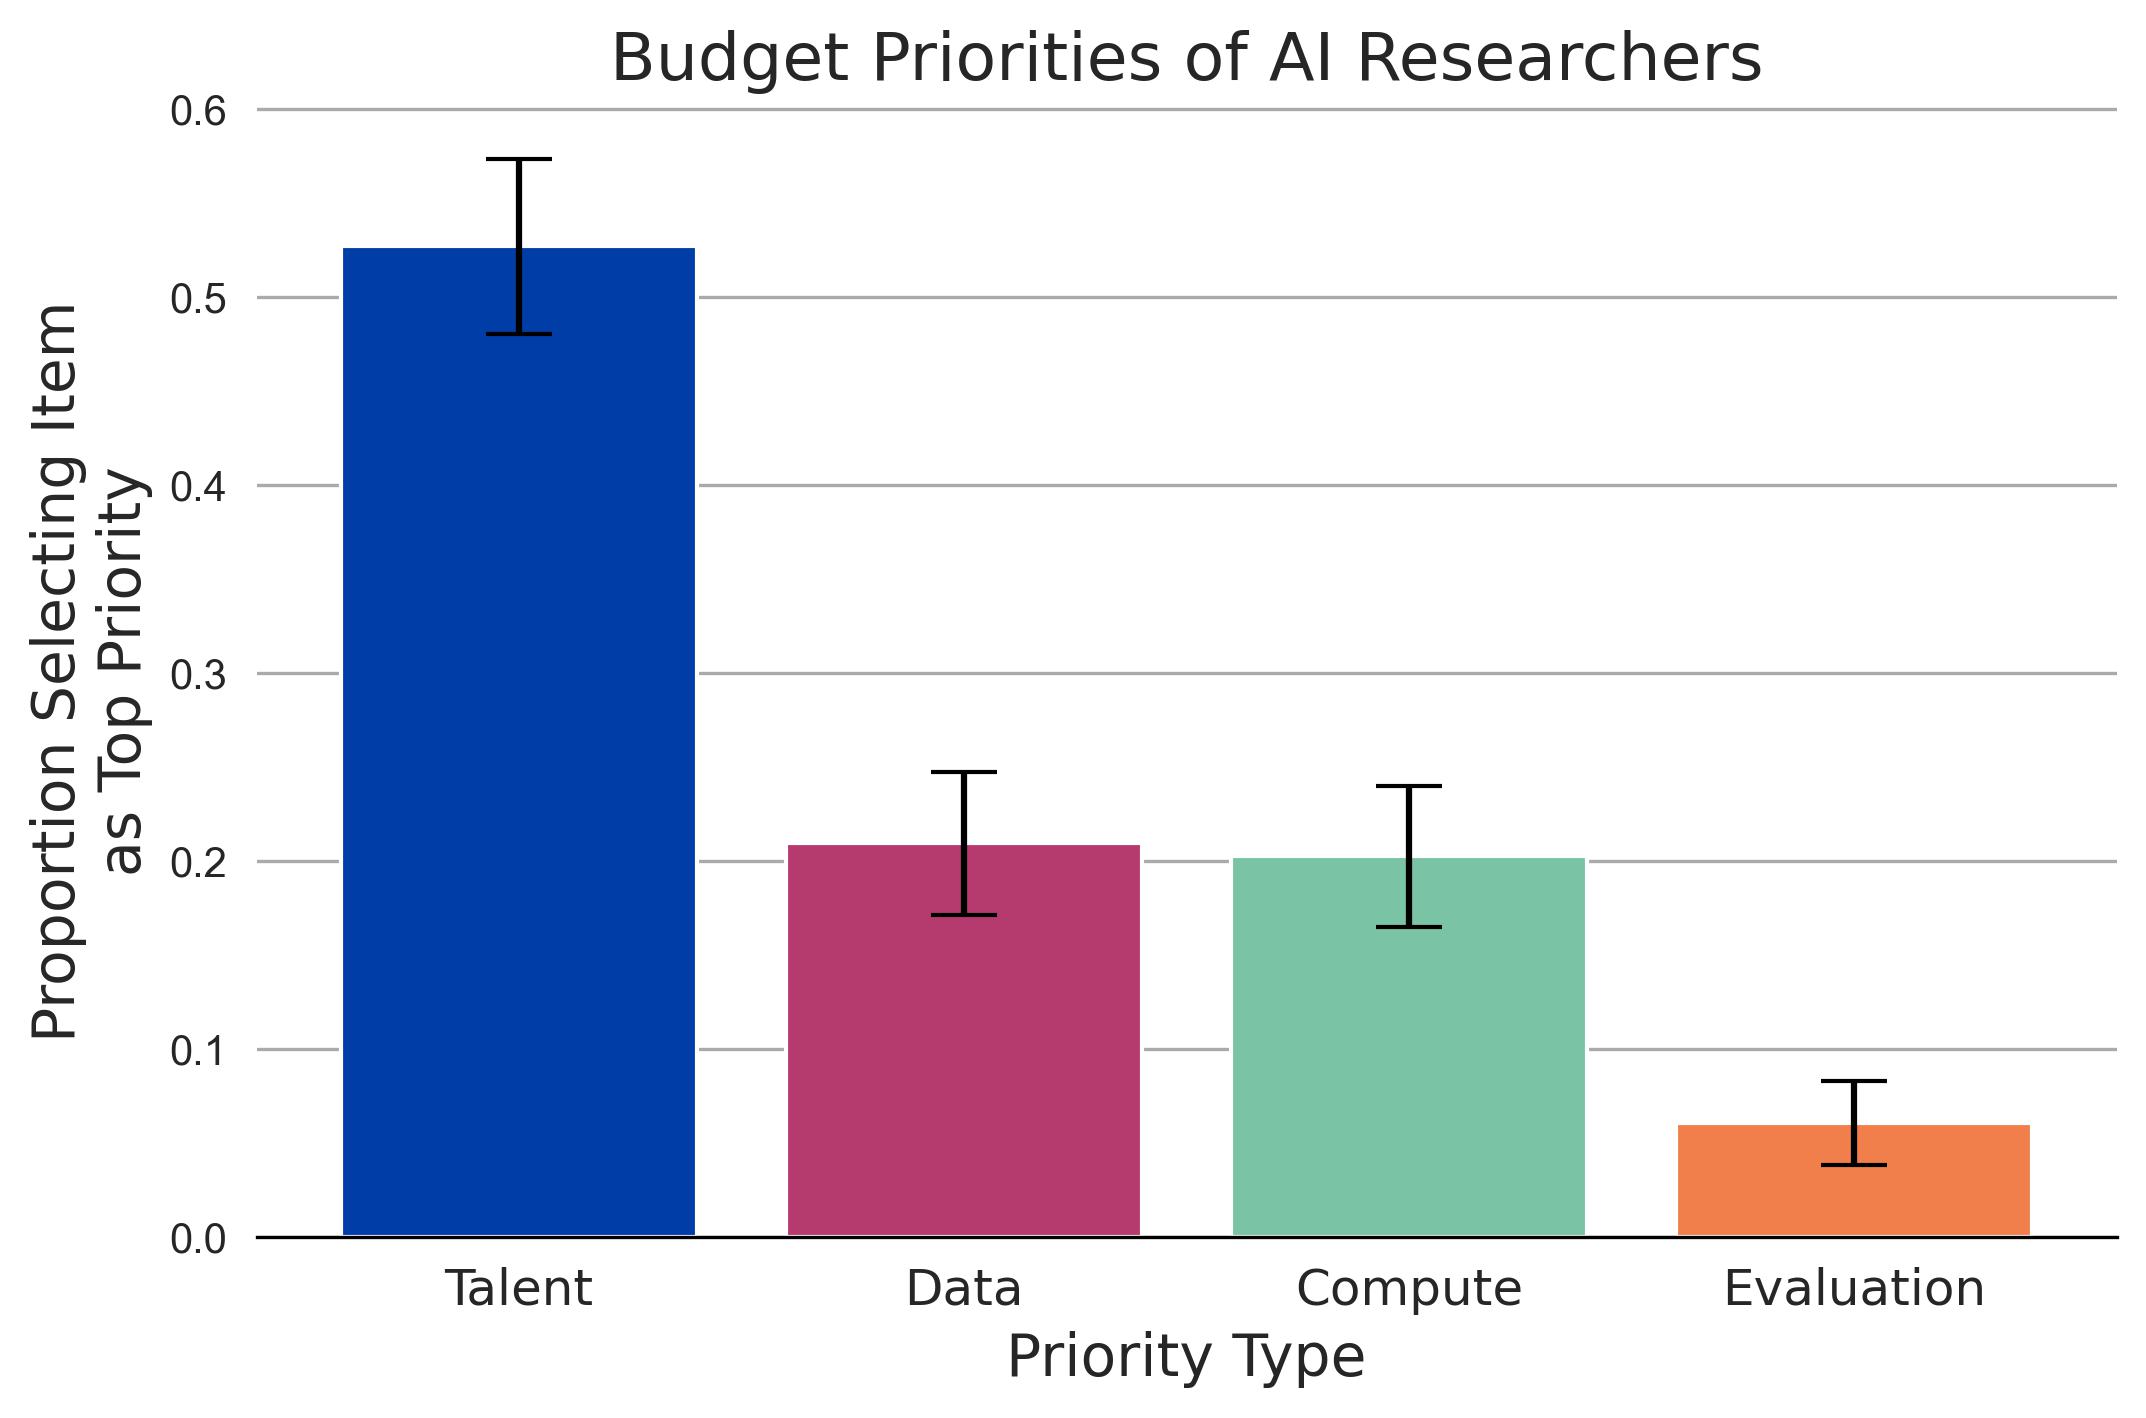 Budget Priorities of AI Researchers
Proportion Selecting Item
as Top Priority
0.6
0.5
0.4
0.3
0.2
0.1
0.0
Talent
Data
Compute
Evaluation
Priority Type